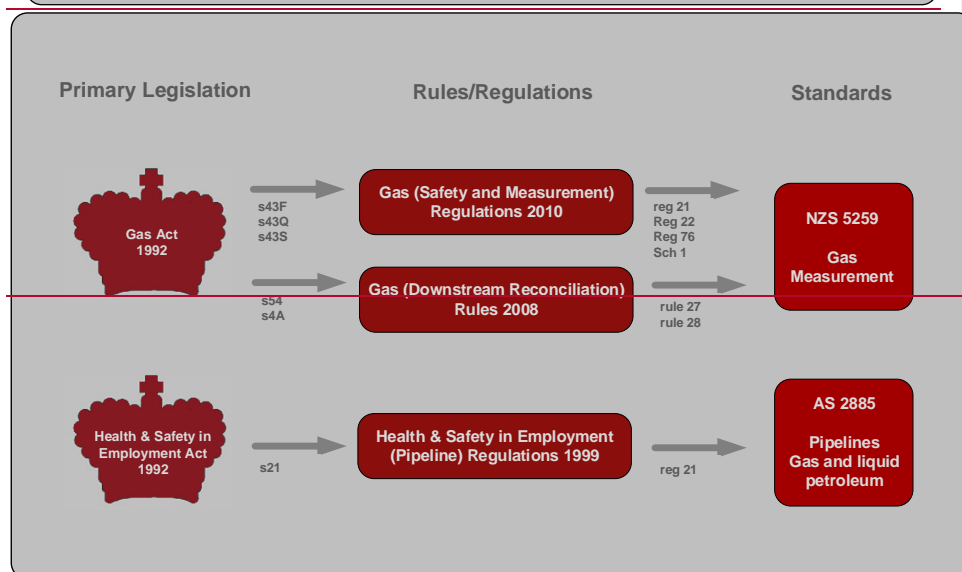 Primary Legislation
Rules/Regulations
Standards
Gas Act
1992
s43F
s43Q
s43S
Gas (Safety and Measurement)
Regulations 2010
reg 21
Reg 22
Reg 76
Sch 1
NZS 5259
Gas
Measurement
s54
s4A
Gas (Downstream Reconciliation)
Rules 2008
rule 27
rule 28
Health & Safety in
Employment Act
1992
s21
Health & Safety in Employment
(Pipeline) Regulations 1999
reg 21
AS 2885
Pipelines
Gas and liquid
petroleum